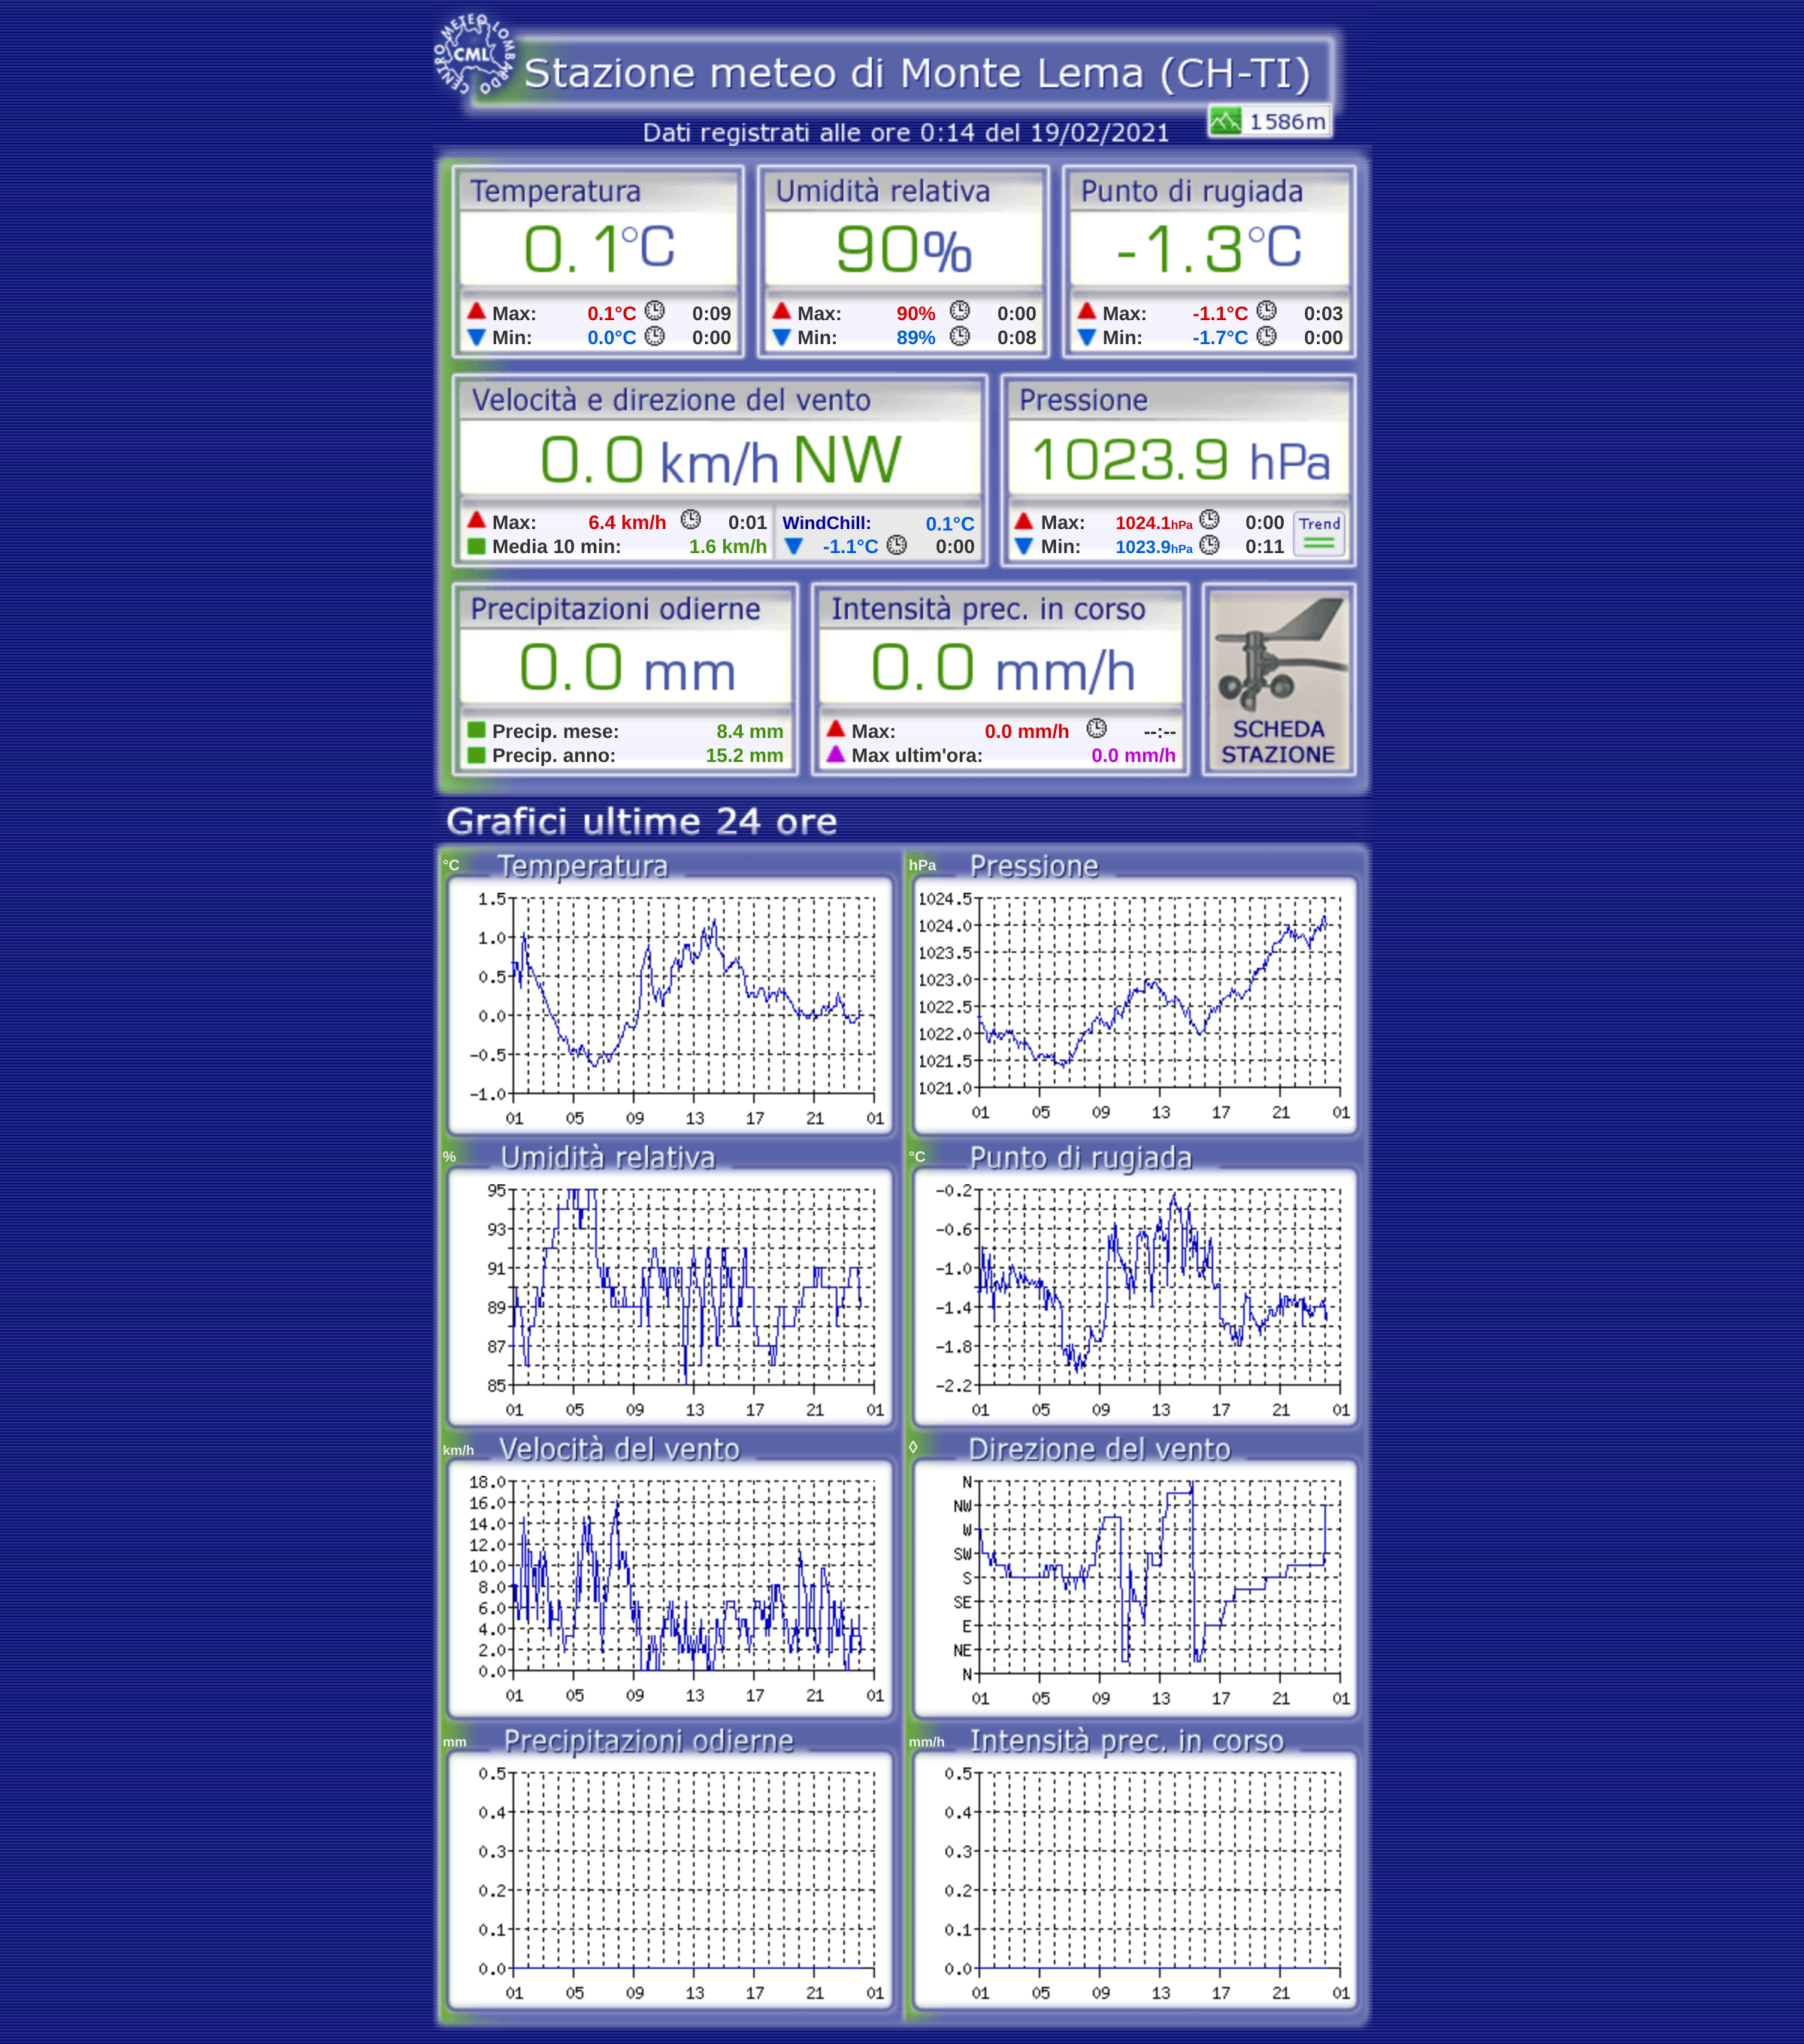 CENTRO METEO LOMBARDO
CML
Stazione meteo di Monte Lema (CH-TI)
1586m
Dati registrati alle ore 0:14 del 19/02/2021
Temperatura
0.1°C
Max: 0.1°C 0:09
Min: 0.0°C 0:00
Umidità relativa
90%
Max: 90% 0:00
Min: 89% 0:08
Punto di rugiada
-1.3°C
Max: -1.1°C 0:03
Min: -1.7°C 0:00
Velocità e direzione del vento
0.0 km/h NW
Max: 6.4 km/h 0:01
Media 10 min: 1.6 km/h
WindChill: 0.1°C
-1.1°C 0:00
Pressione
1023.9 hPa
Max: 1024.1hPa 0:00
Min: 1023.9hPa 0:11
Trend
Precipitazioni odierne
0.0 mm
Precip. mese: 8.4 mm
Precip. anno: 15.2 mm
Intensità prec. in corso
0.0 mm/h
Max: 0.0 mm/h --:--
Max ultim'ora: 0.0 mm/h
SCHEDA
STAZIONE
Grafici ultime 24 ore
°C Temperatura
1.5
1.0
0.5
0.0
-0.5
-1.0
01 05 09 13 17 21 01
hPa Pressione
1024.5
1024.0
1023.5
1023.0
1022.5
1022.0
1021.5
1021.0
01 05 09 13 17 21 01
% Umidità relativa
95
93
91
89
87
85
01 05 09 13 17 21 01
°C Punto di rugiada
-0.2
-0.6
-1.0
-1.4
-1.8
-2.2
01 05 09 13 17 21 01
km/h Velocità del vento
18.0
16.0
14.0
12.0
10.0
8.0
6.0
4.0
2.0
0.0
01 05 09 13 17 21 01
◊ Direzione del vento
N
NW
W
SW
S
SE
E
NE
N
01 05 09 13 17 21 01
mm Precipitazioni odierne
0.5
0.4
0.3
0.2
0.1
0.0
01 05 09 13 17 21 01
mm/h Intensità prec. in corso
0.5
0.4
0.3
0.2
0.1
0.0
01 05 09 13 17 21 01